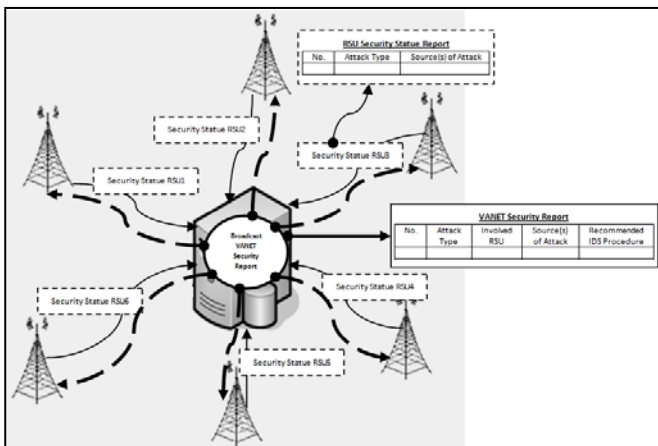 RSU Security Statue Report
No. Attack Type Source(s) of Attack
Security Statue RSU2
Security Statue RSU3
Security Statue RSU1
VANET Security Report
No. Attack Type Involved RSU Source(s) of Attack Recommended IDS Procedure
Broadcast
VANET
Security
Report
Security Statue RSU4
Security Statue RSU6
Security Statue RSU5